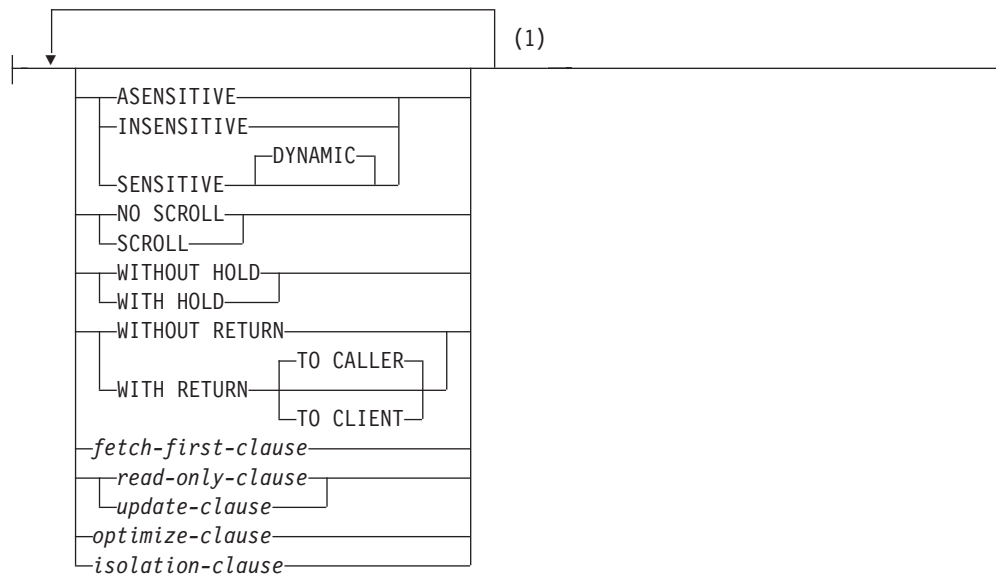 (1)
ASENSITIVE
INSENSITIVE
DYNAMIC
SENSITIVE
NO SCROLL
SCROLL
WITHOUT HOLD
WITH HOLD
WITHOUT RETURN
TO CALLER
WITH RETURN
TO CLIENT
fetch-first-clause
read-only-clause
update-clause
optimize-clause
isolation-clause